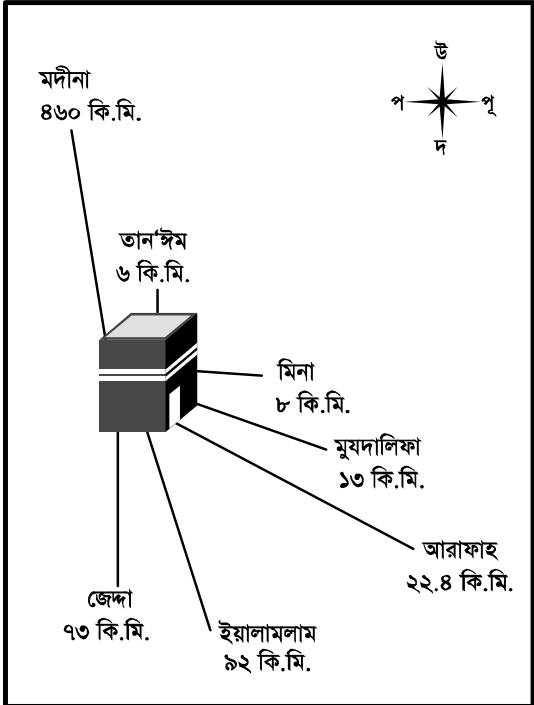 উ
প
পূ
দ
মদীনা
৪৬০ কি.মি.
তান‘ঈম
৬ কি.মি.
মিনা
৮ কি.মি.
মুযদালিফা
১৩ কি.মি.
আরাফাহ
২২.৪ কি.মি.
জেদ্দা
৭৩ কি.মি.
ইয়ালামলাম
৯২ কি.মি.